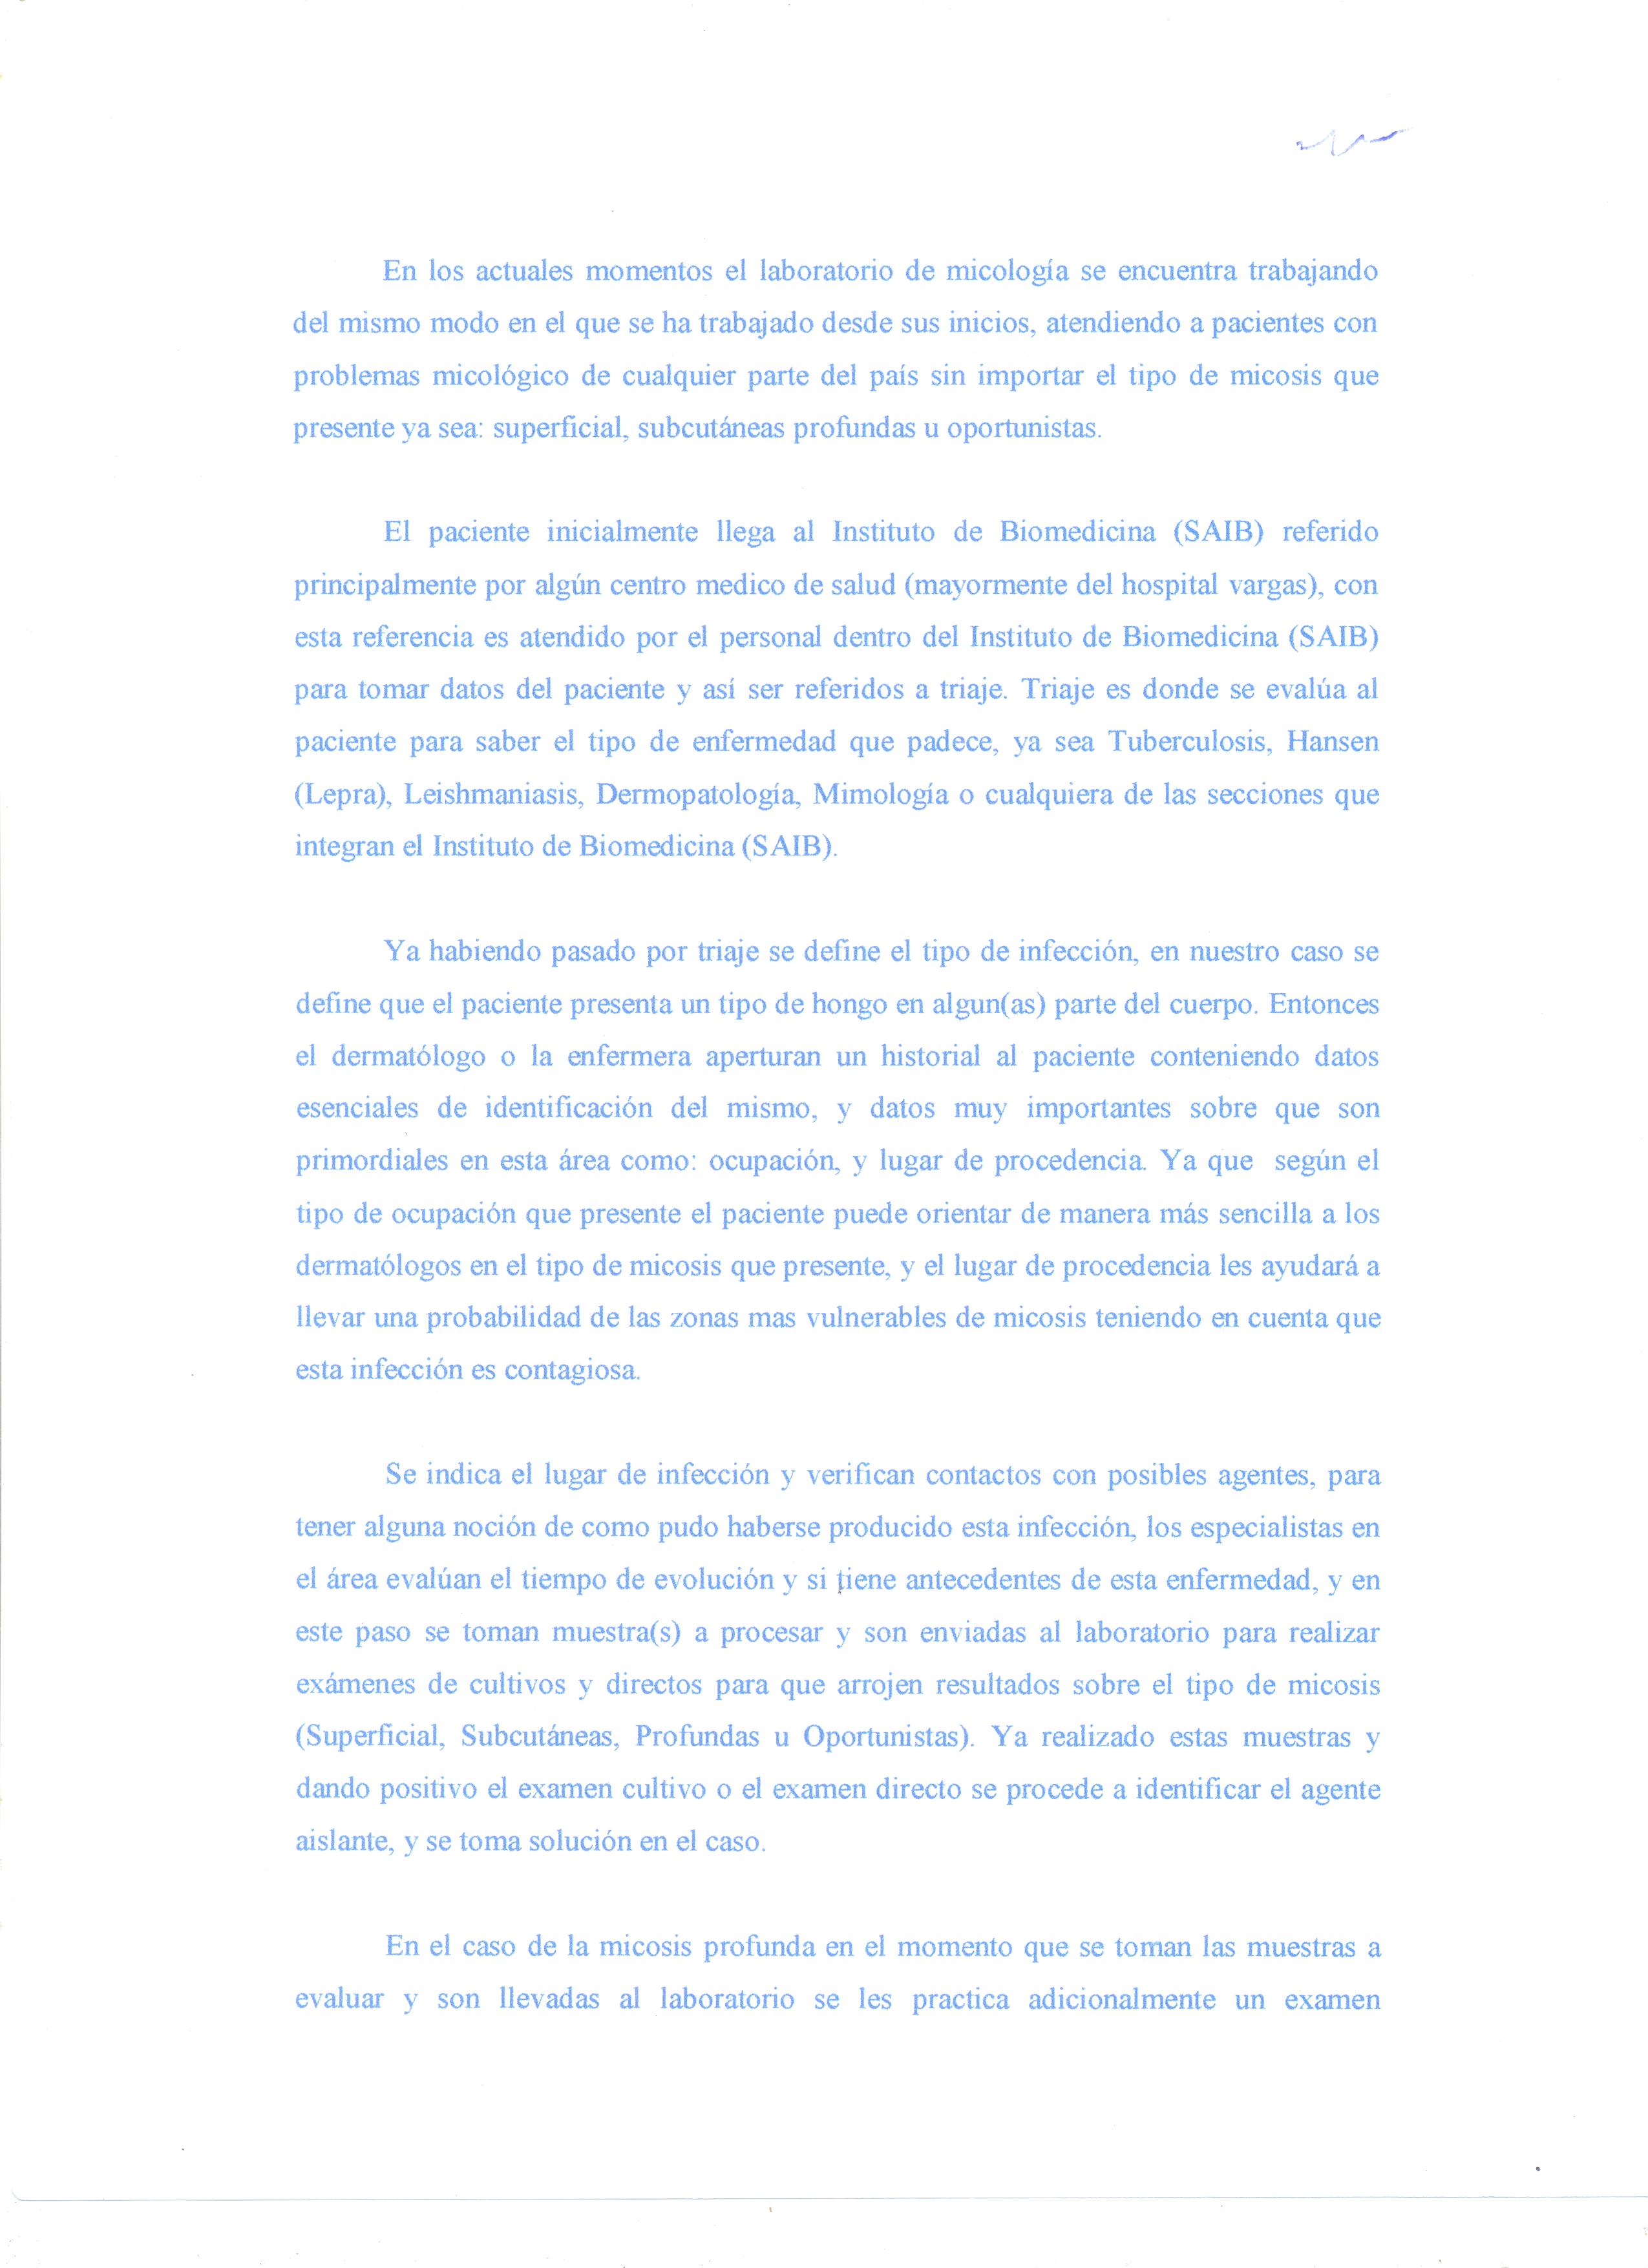 En los actuales momentos el laboratorio de micología se encuentra trabajando
del mismo modo en el que se ha trabajado desde sus inicios, atendiendo a pacientes con
problemas micológico de cualquier parte del país sin importar el tipo de micosis que
presente ya sea: superficial, subcutáneas profundas u oportunistas.
El paciente inicialmente llega al Instituto de Biomedicina (SAIB) referido
principalmente por algún centro medico de salud (mayormente del hospital vargas), con
esta referencia es atendido por el personal dentro del Instituto de Biomedicina (SAIB)
para tomar datos del paciente y así ser referidos a triaje. Triaje es donde se evalúa al
paciente para saber el tipo de enfermedad que padece, ya sea Tuberculosis, Hansen
(Lepra), Leishmaniasis, Dermopatología, Mimología o cualquiera de las secciones que
integran el Instituto de Biomedicina (SAIB).
Ya habiendo pasado por triaje se define el tipo de infección, en nuestro caso se
define que el paciente presenta un tipo de hongo en algun(as) parte del cuerpo. Entonces
el dermatólogo o la enfermera aperturan un historial al paciente conteniendo datos
esenciales de identificación del mismo, y datos muy importantes sobre que son
primordiales en esta área como: ocupación, y lugar de procedencia. Ya que según el
tipo de ocupación que presente el paciente puede orientar de manera más sencilla a los
dermatólogos en el tipo de micosis que presente, y el lugar de procedencia les ayudará a
llevar una probabilidad de las zonas mas vulnerables de micosis teniendo en cuenta que
esta infección es contagiosa.
Se indica el lugar de infección y verifican contactos con posibles agentes, para
tener alguna noción de como pudo haberse producido esta infección, los especialistas en
el área evalúan el tiempo de evolución y si tiene antecedentes de esta enfermedad, y en
este paso se toman muestra(s) a procesar y son enviadas al laboratorio para realizar
exámenes de cultivos y directos para que arrojen resultados sobre el tipo de micosis
(Superficial, Subcutáneas, Profundas u Oportunistas). Ya realizado estas muestras y
dando positivo el examen cultivo o el examen directo se procede a identificar el agente
aislante, y se toma solución en el caso.
En el caso de la micosis profunda en el momento que se toman las muestras a
evaluar y son llevadas al laboratorio se les practica adicionalmente un examen